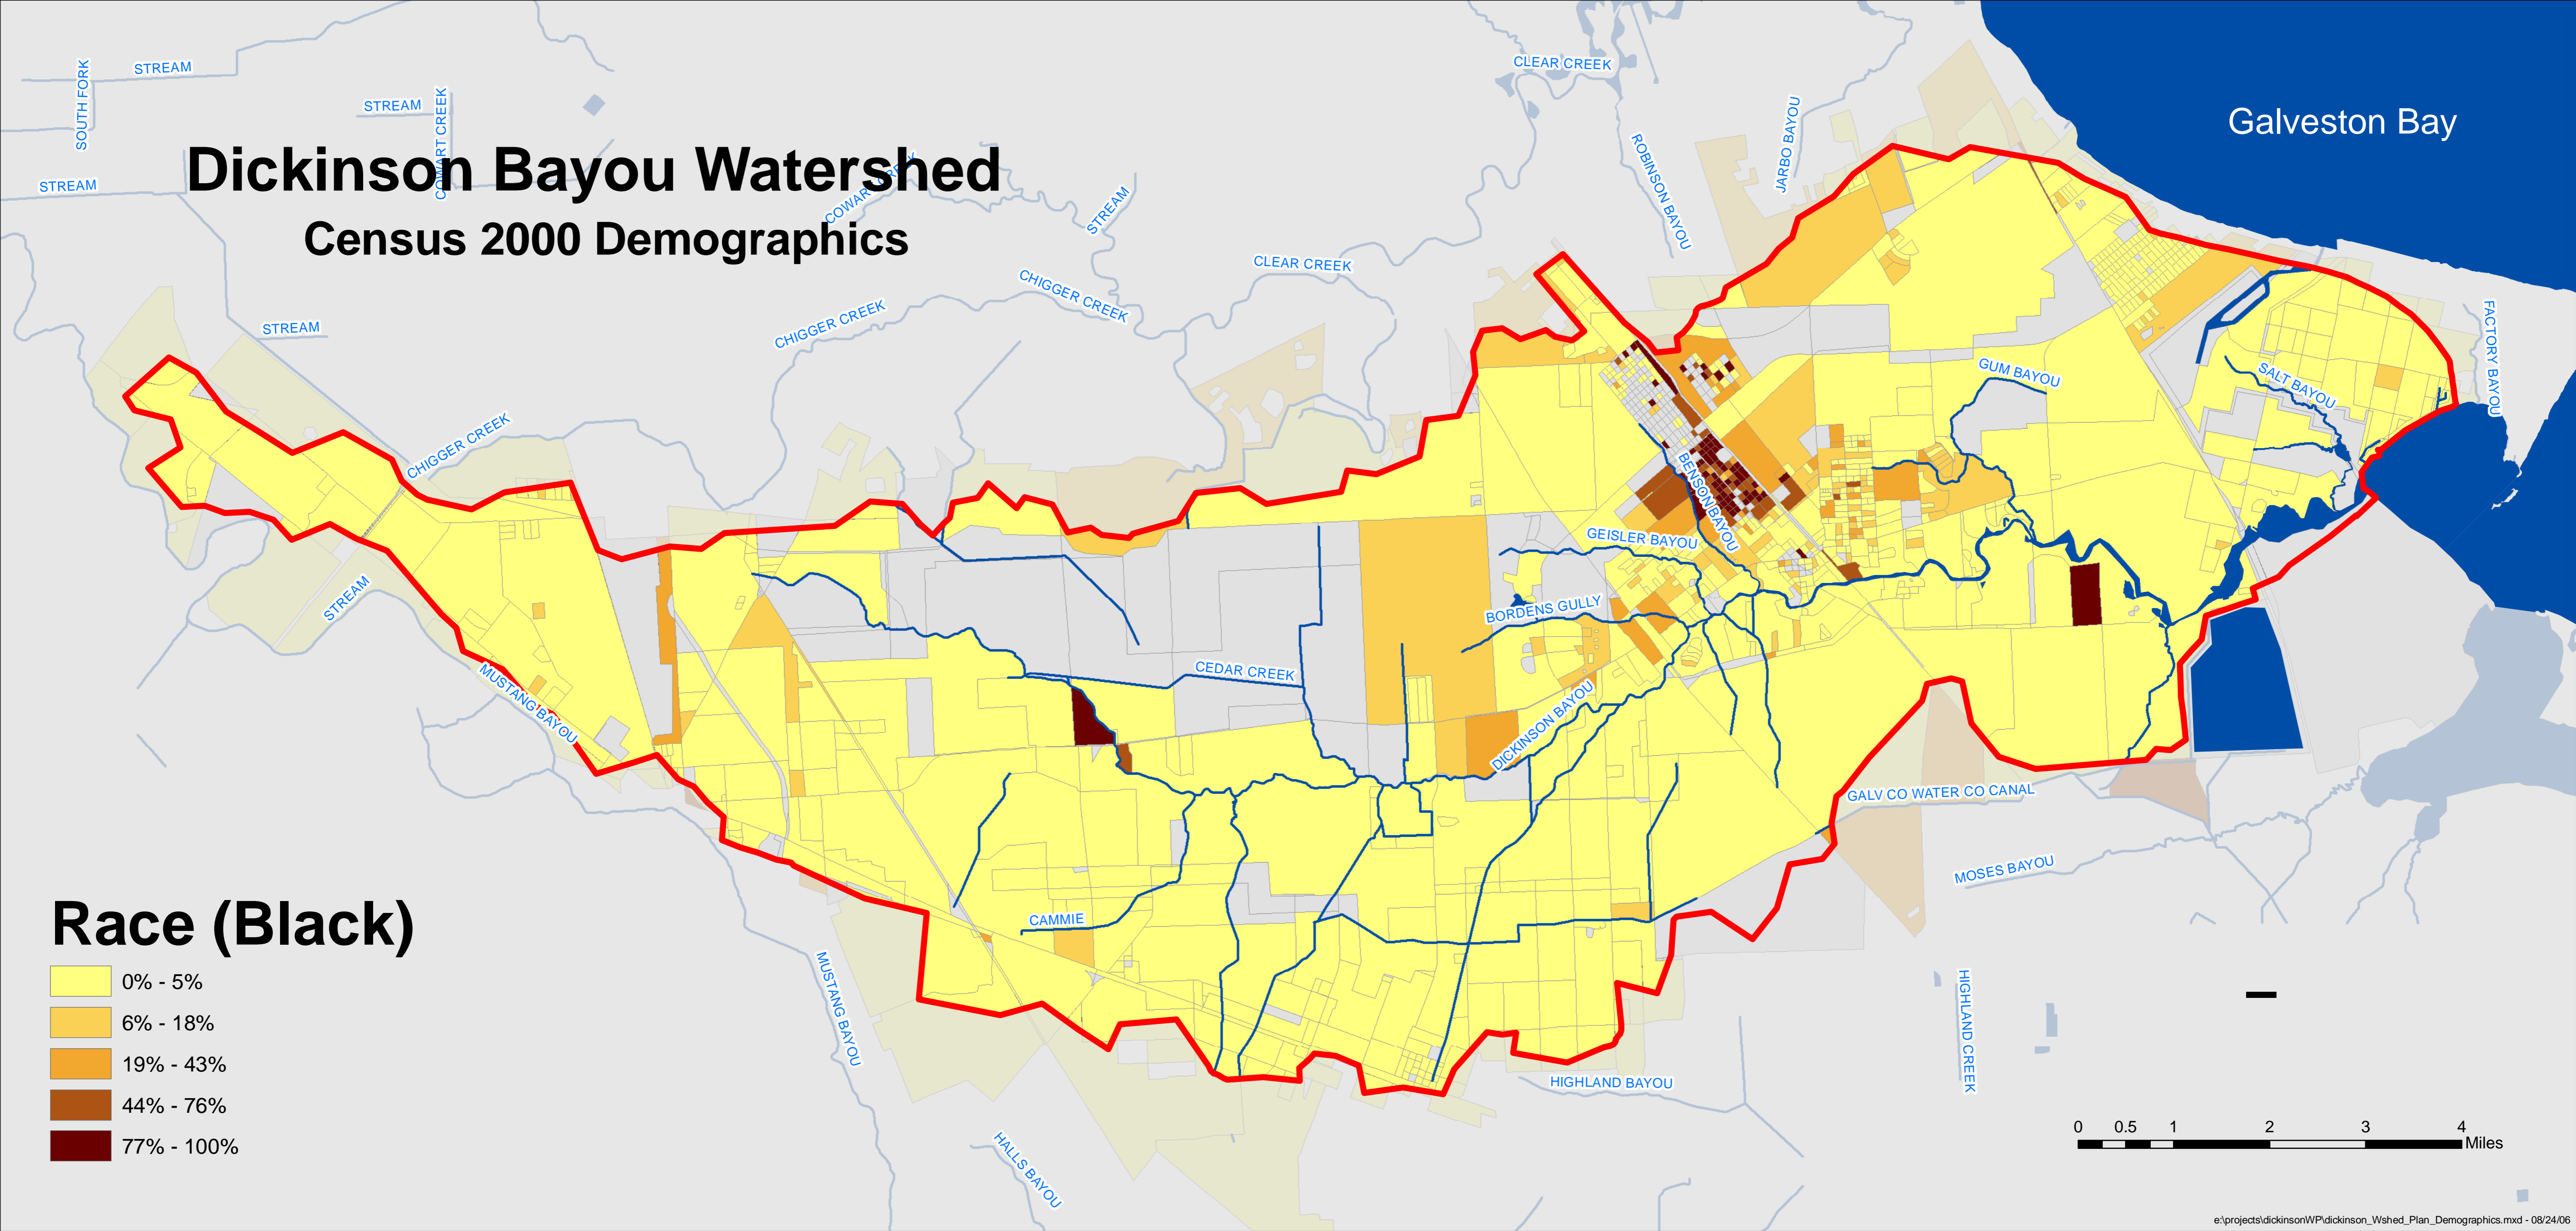 STREAM
SOUTH FORK
STREAM
COWART CREEK
STREAM
CLEAR CREEK
ROBINSON BAYOU
JARBO BAYOU
Galveston Bay
Dickinson Bayou Watershed
Census 2000 Demographics
COWART CREEK
STREAM
CLEAR CREEK
CHIGGER CREEK
CHIGGER CREEK
STREAM
FACTORY BAYOU
GUM BAYOU
SALT BAYOU
CHIGGER CREEK
BENSON BAYOU
GEISLER BAYOU
STREAM
BORDENS GULLY
CEDAR CREEK
MUSTANG BAYOU
DICKINSON BAYOU
GALV CO WATER CO CANAL
MOSES BAYOU
CAMMIE
MUSTANG BAYOU
HIGHLAND CREEK
HIGHLAND BAYOU
HALLS BAYOU
Race (Black)
0% - 5%
6% - 18%
19% - 43%
44% - 76%
77% - 100%
0 0.5 1 2 3 4
Miles
e:\projects\dickinsonWP\dickinson_Wshed_Plan_Demographics.mxd - 08/24/06